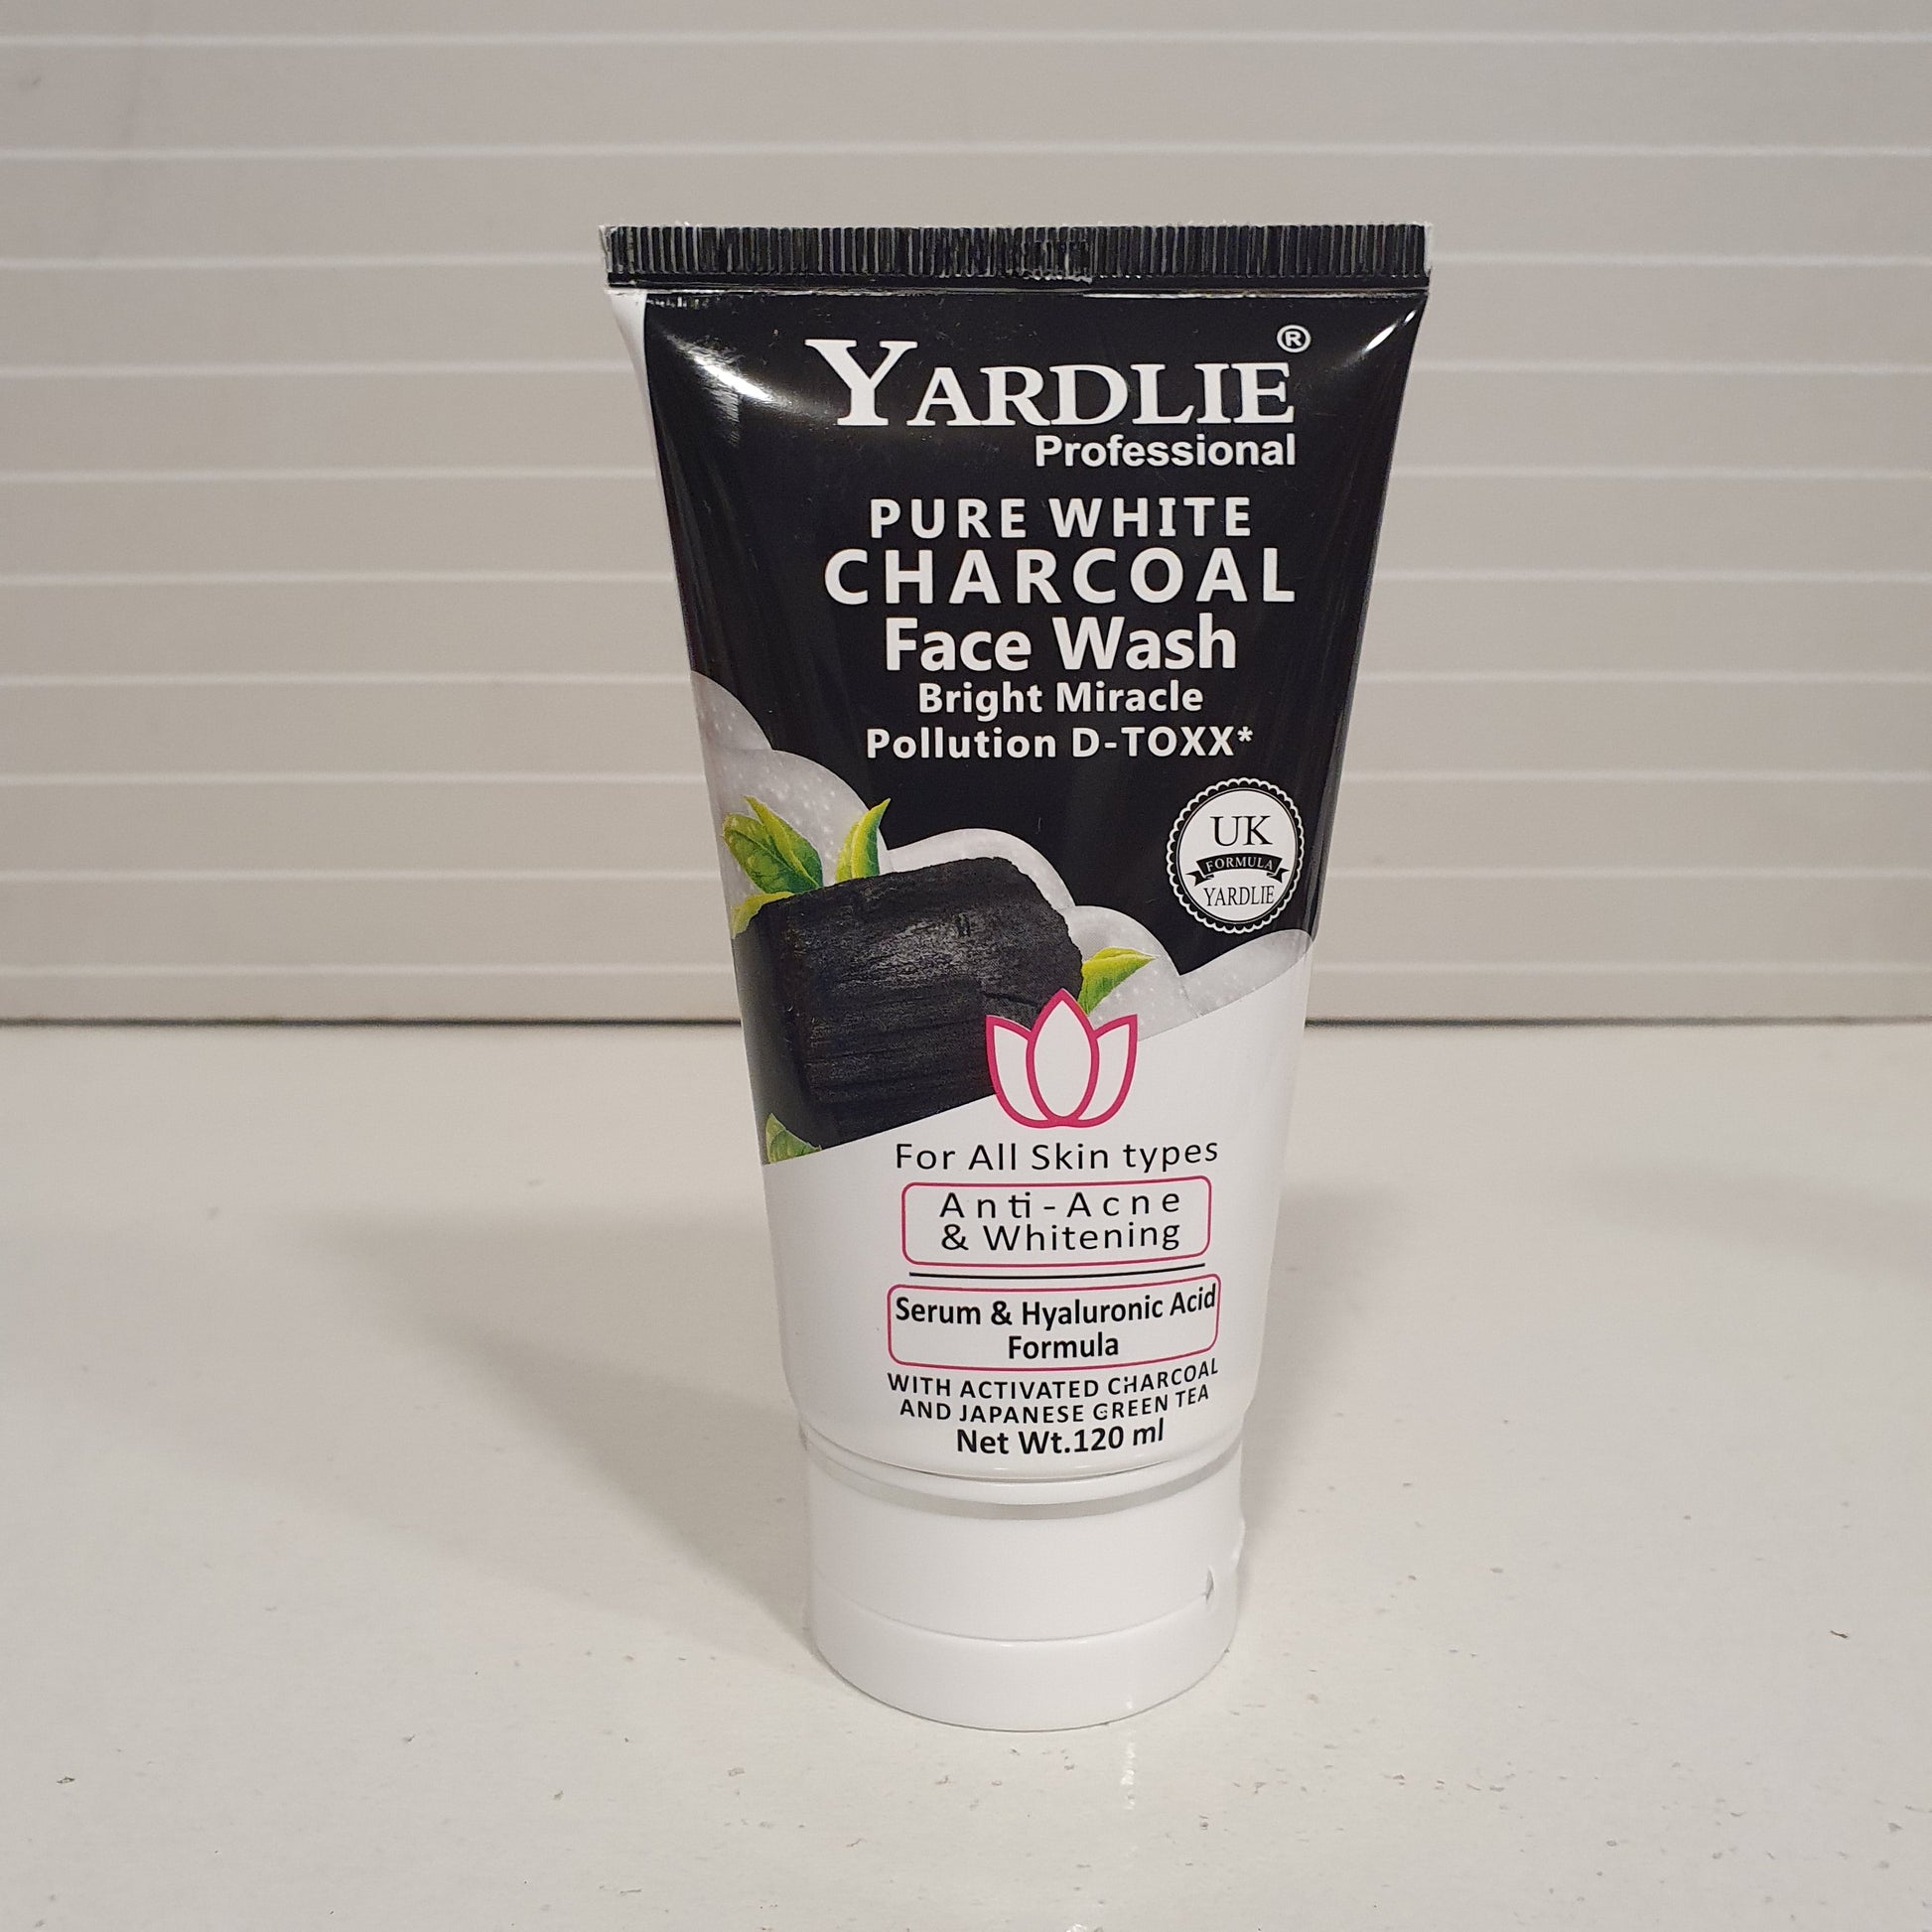 YARDLIE®
Professional
PURE WHITE
CHARCOAL
Face Wash
Bright Miracle
Pollution D-TOXX*
UK
FORMULA
YARDLIE
For All Skin types
Anti-Acne
& Whitening
Serum & Hyaluronic Acid
Formula
WITH ACTIVATED CHARCOAL
AND JAPANESE GREEN TEA
Net Wt.120 ml